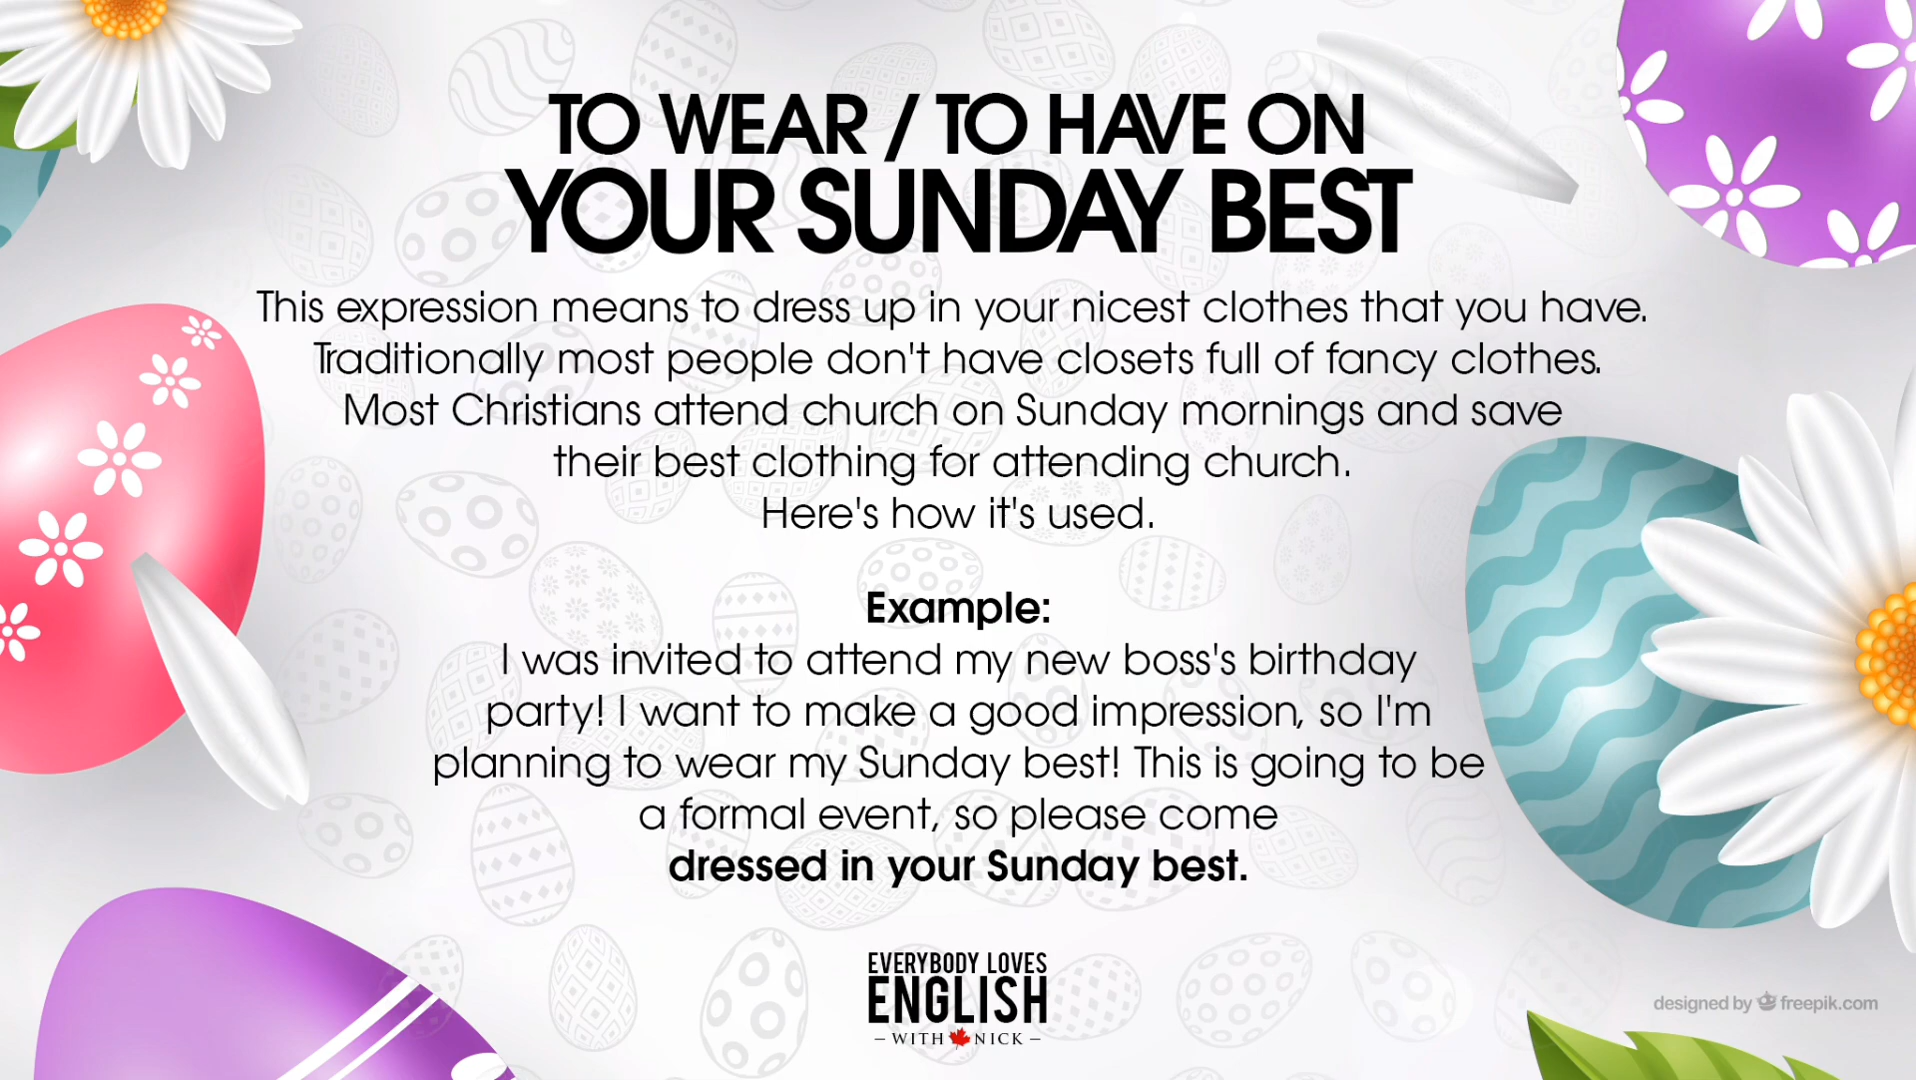 TO WEAR / TO HAVE ON
YOUR SUNDAY BEST
This expression means to dress up in your nicest clothes that you have.
Traditionally most people don't have closets full of fancy clothes.
Most Christians attend church on Sunday mornings and save
their best clothing for attending church.
Here's how it's used.
Example:
I was invited to attend my new boss's birthday
party! I want to make a good impression, so I'm
planning to wear my Sunday best! This is going to be
a formal event, so please come
dressed in your Sunday best.
EVERYBODY LOVES
ENGLISH
– WITH NICK –
designed by freepik.com